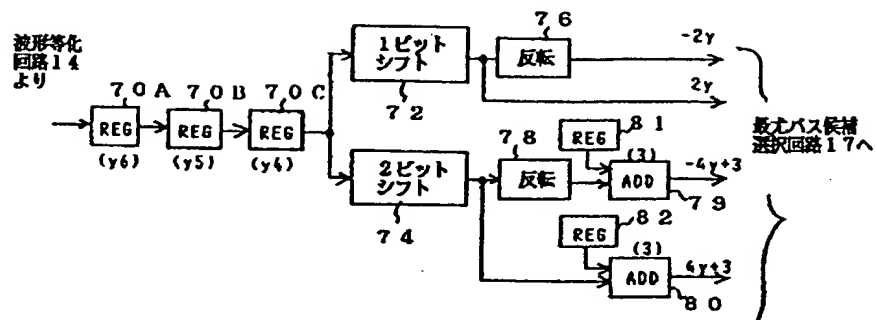 波形等化
回路14
より
70A
REG
(y6)
70B
REG
(y5)
70C
REG
(y4)
1ビット
シフト
72
76
反転
-2y
2y
2ビット
シフト
74
78
反転
81
REG
(3)
ADD
79
-4y+3
82
REG
(3)
ADD
80
4y+3
最尤パス候補
選択回路17へ